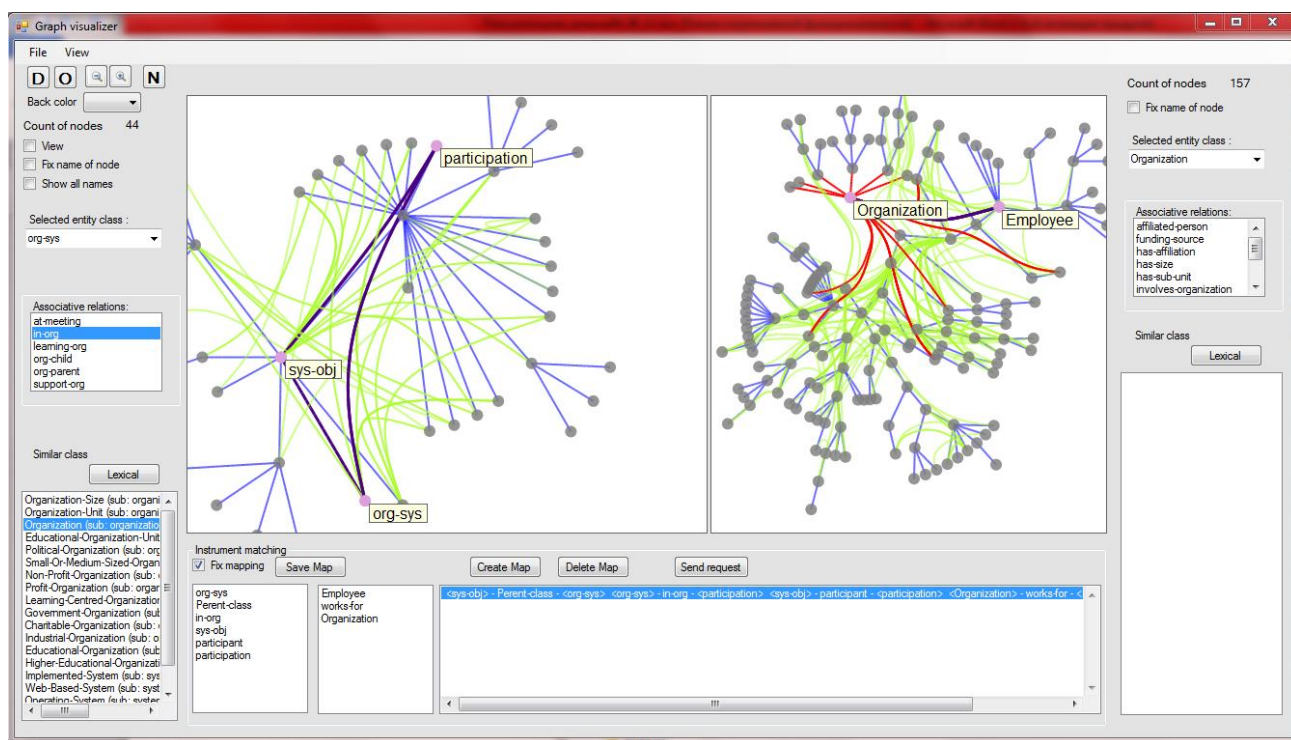 Graph visualizer
File View
D O N
Back color
Count of nodes 44
View
Fix name of node
Show all names
Selected entity class :
org-sys
Associative relations:
at-meeting
in-org
learning-org
org-child
org-parent
support-org
Similar class
Lexical
Organization-Size (sub: organi
Organization-Unit (sub: organi
Organization (sub: organizatio
Educational-Organization-Unit
Political-Organization (sub: org
Small-Or-Medium-Sized-Organ
Non-Profit-Organization (sub:
Profit-Organization (sub: organ
Learning-Centred-Organization
Government-Organization (sub
Charitable-Organization (sub:
Industrial-Organization (sub: o
Educational-Organization (sub
Higher-Educational-Organizati
Implemented-System (sub: syst
Web-Based-System (sub: syst
Operating-System (sub: system
participation
sys-obj
org-sys
Organization
Employee
Instrument matching
Fix mapping
Save Map
Create Map
Delete Map
Send request
org-sys
Perent-class
in-org
sys-obj
participant
participation
Employee
works-for
Organization
<sys-obj> - Perent-class - <org-sys> <org-sys> - in-org - <participation> <sys-obj> - participant - <participation> <Organization> - works-for - <
Count of nodes 157
Fix name of node
Selected entity class :
Organization
Associative relations:
affiliated-person
funding-source
has-affiliation
has-size
has-sub-unit
involves-organization
Similar class
Lexical